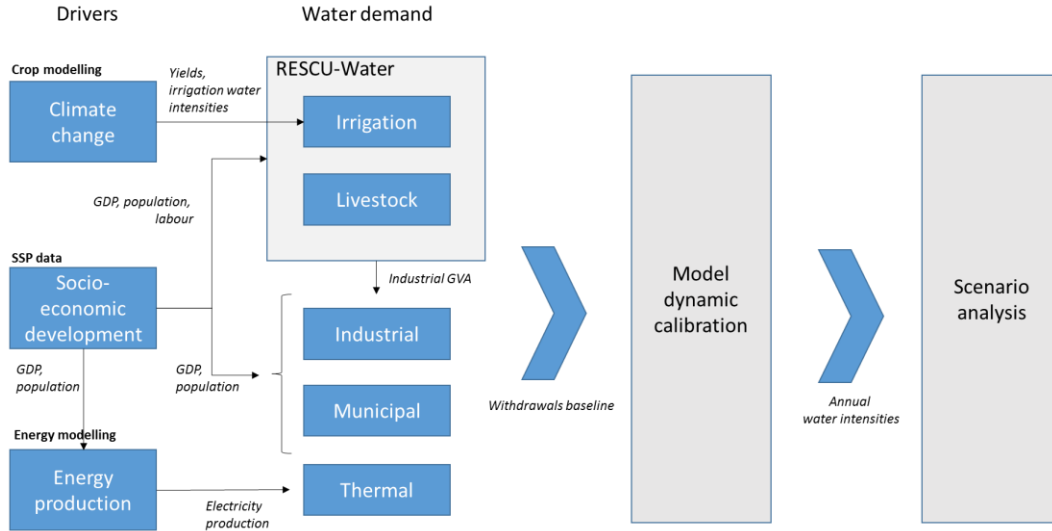 Drivers
Water demand
Crop modelling
Climate
change
Yields,
irrigation water
intensities
RESCU-Water
Irrigation
Livestock
GDP, population,
labour
SSP data
Socio-
economic
development
Industrial GVA
Industrial
Municipal
GDP,
population
GDP,
population
Energy modelling
Energy
production
Electricity
production
Thermal
Withdrawals baseline
Model
dynamic
calibration
Annual
water intensities
Scenario
analysis